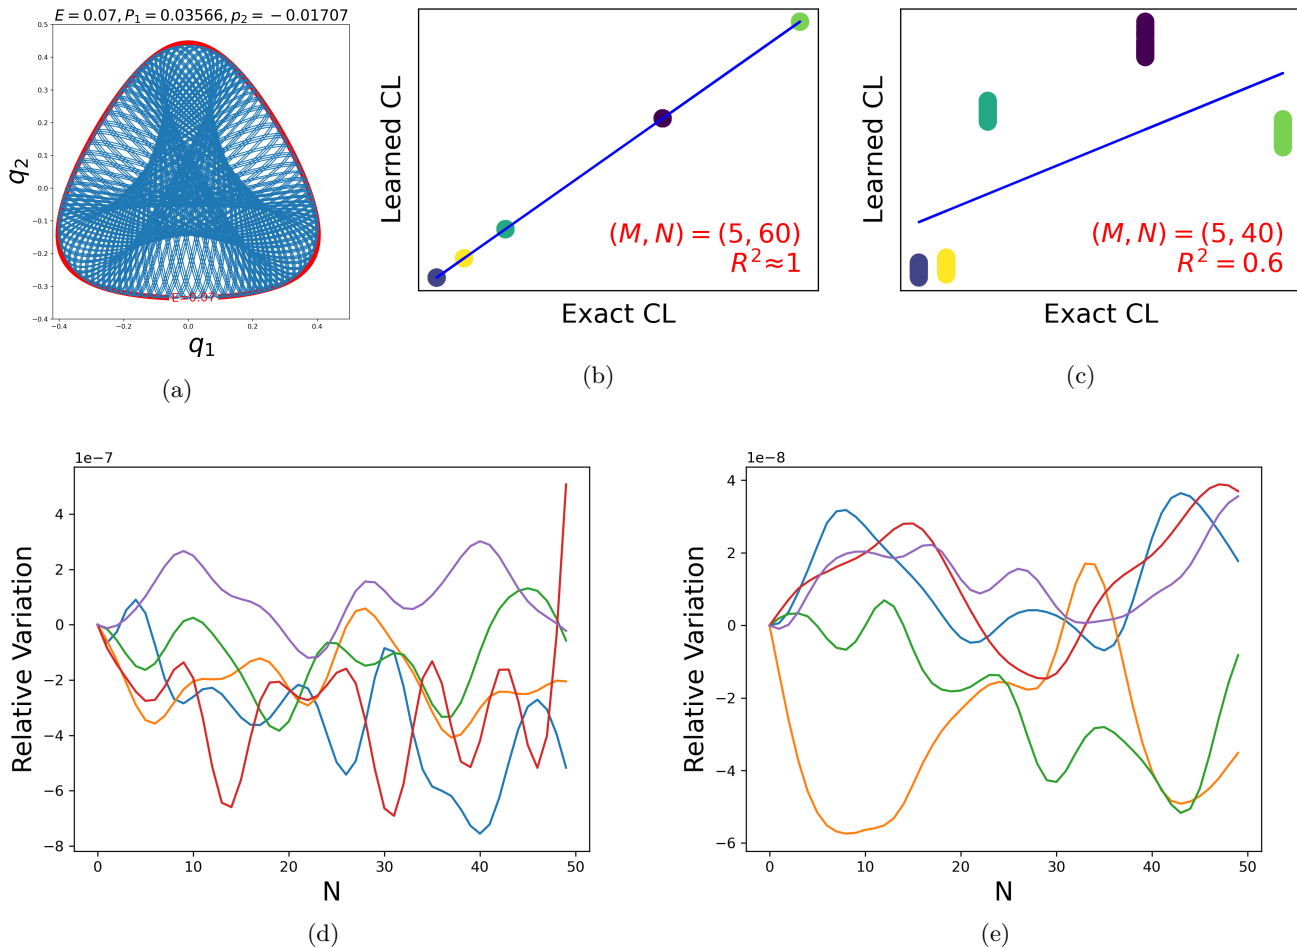 E = 0.07, P₁ = 0.03566, p₂ = −0.01707
0.5
0.4
0.3
0.2
0.1
0.0
−0.1
−0.2
−0.3
−0.4
q₂
E=0.07
−0.4 −0.2 0.0 0.2 0.4
q₁
(a)
Learned CL
(M, N) = (5, 60)
R² ≈ 1
Exact CL
(b)
Learned CL
(M, N) = (5, 40)
R² = 0.6
Exact CL
(c)
1e−7
4
2
0
−2
−4
−6
−8
Relative Variation
0 10 20 30 40 50
N
(d)
1e−8
4
2
0
−2
−4
−6
Relative Variation
0 10 20 30 40 50
N
(e)